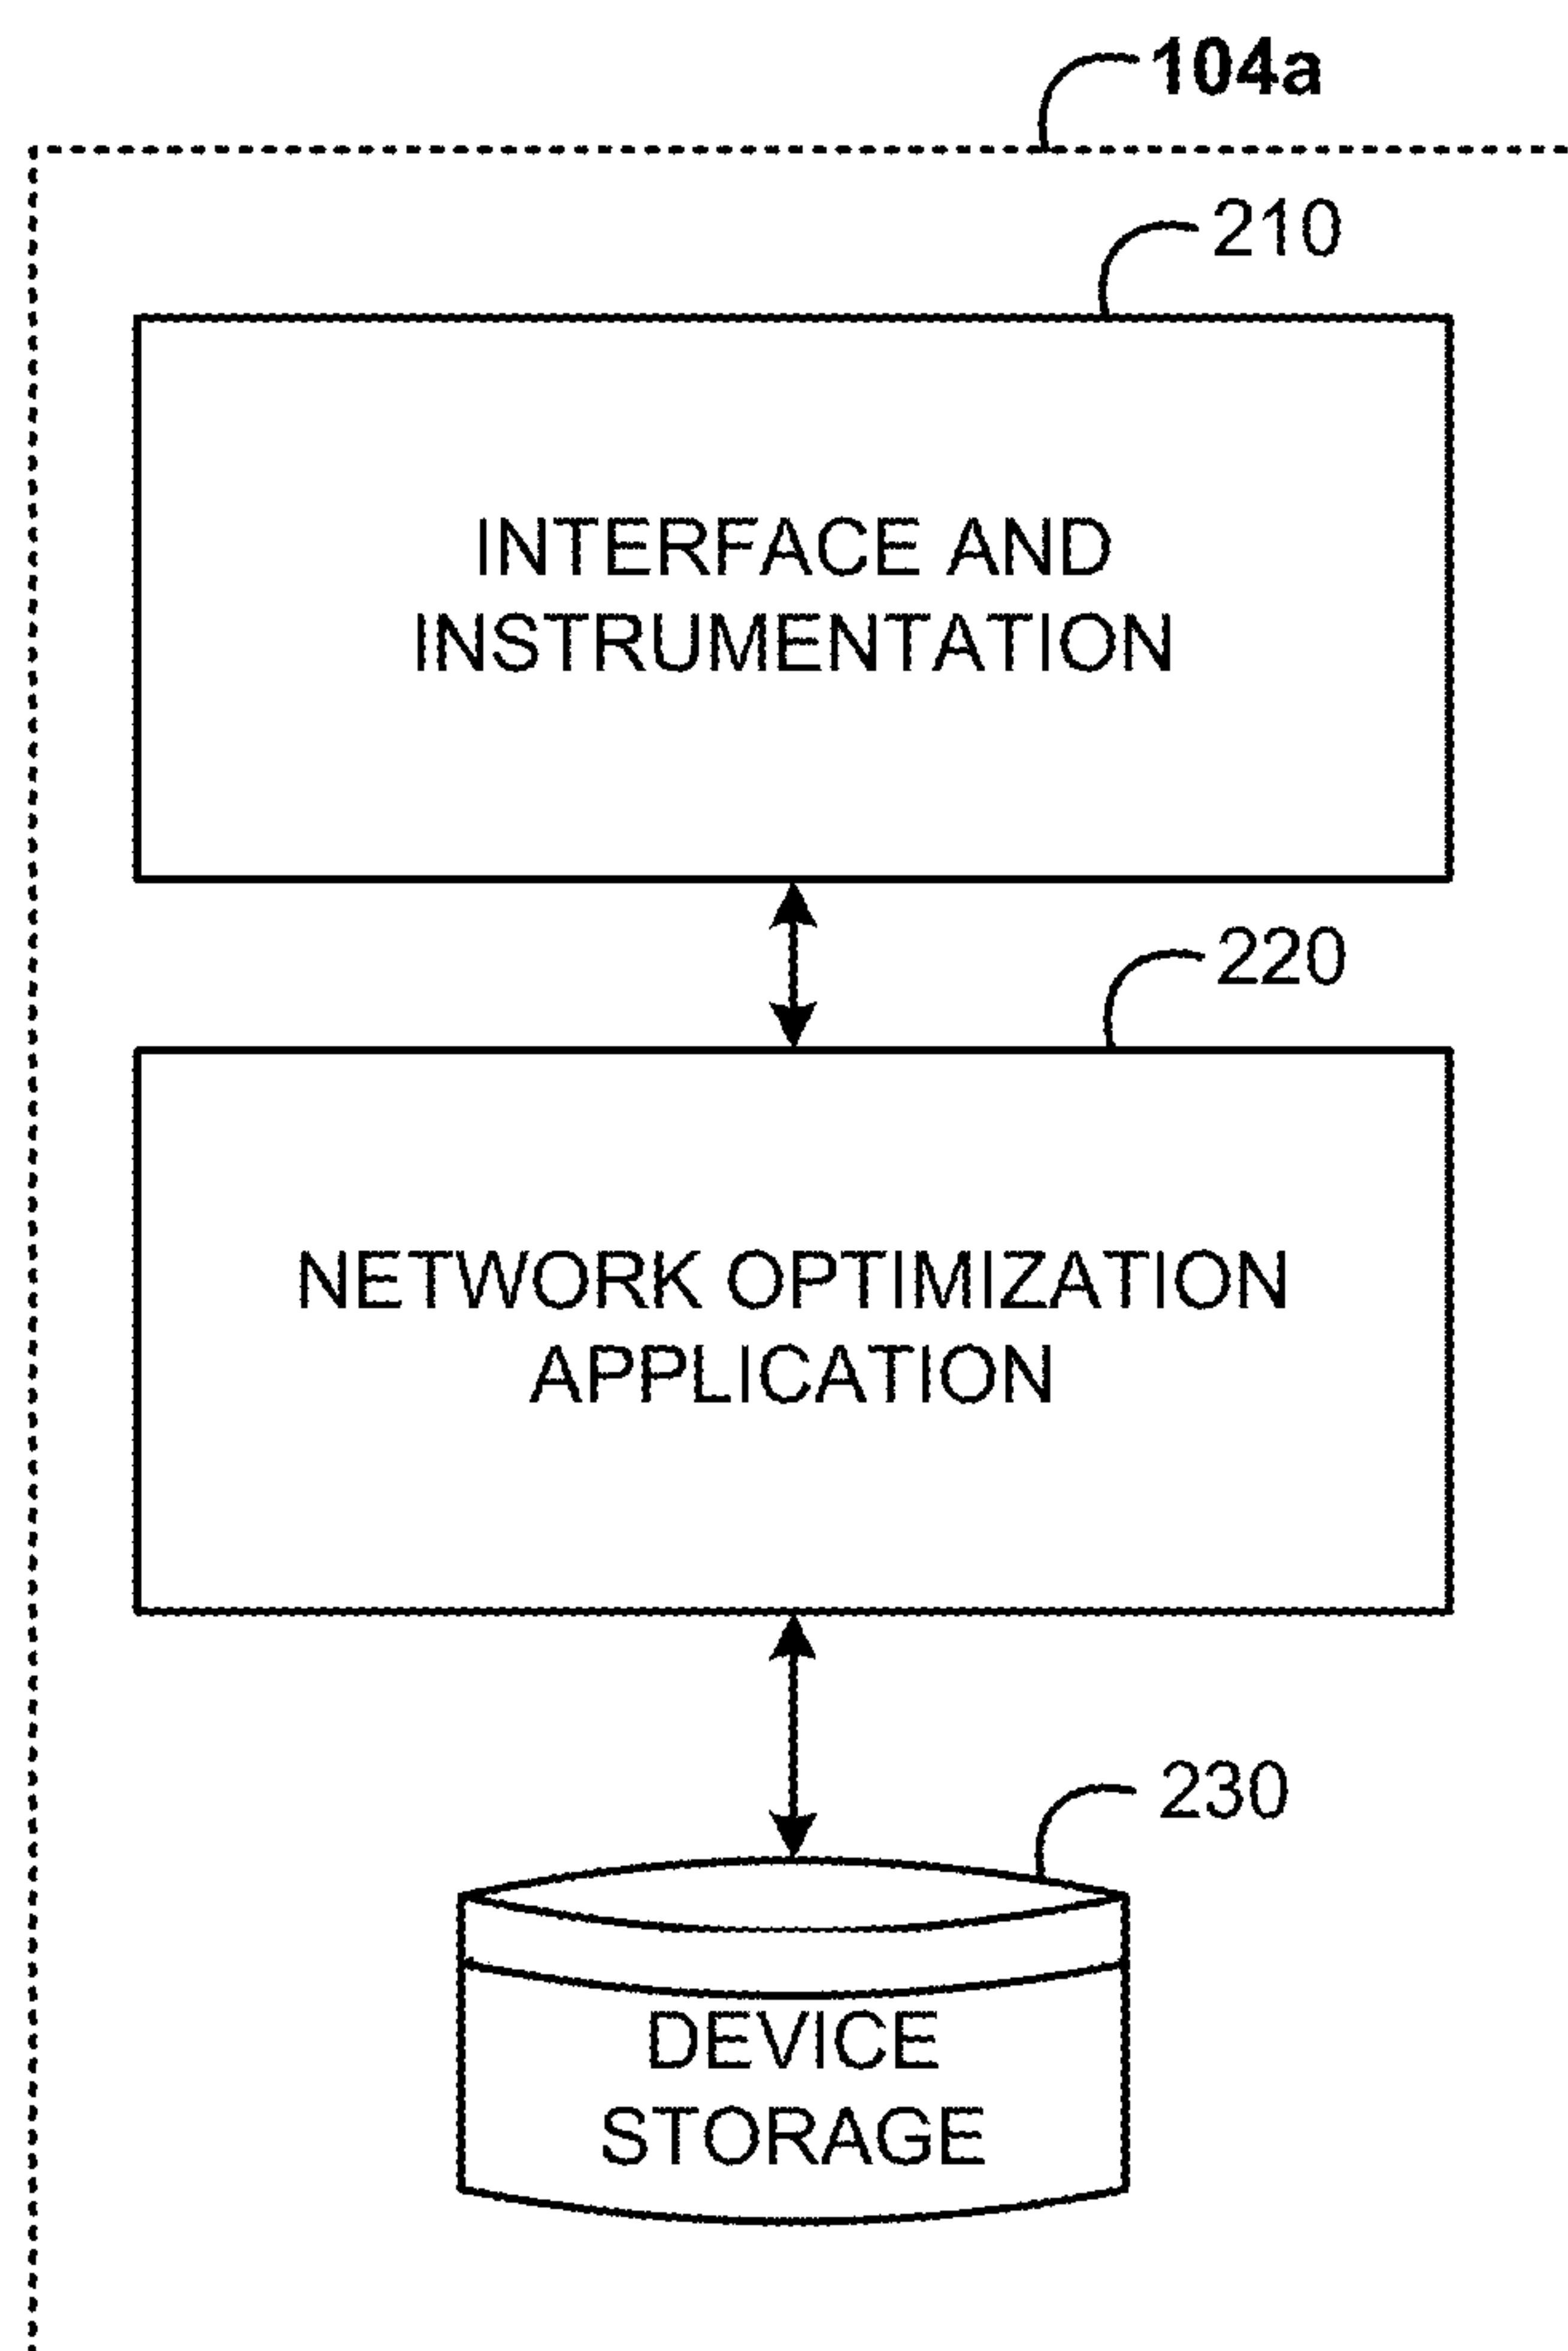 104a
210
INTERFACE AND
INSTRUMENTATION
220
NETWORK OPTIMIZATION
APPLICATION
230
DEVICE
STORAGE